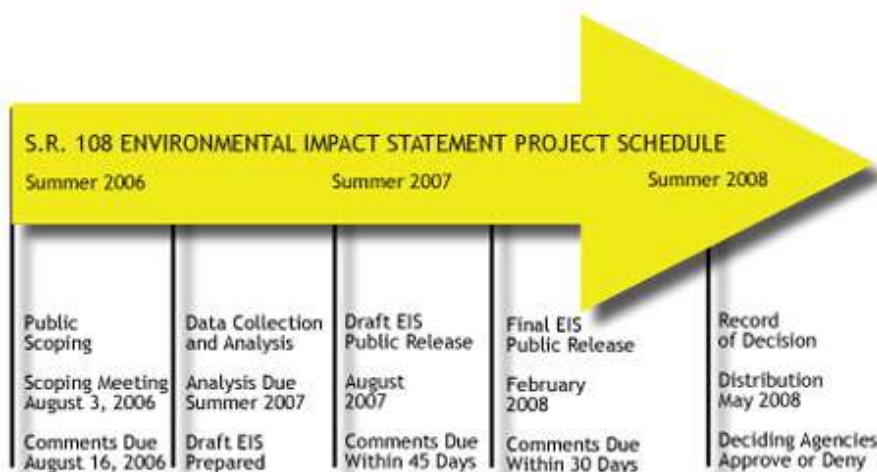 S.R. 108 ENVIRONMENTAL IMPACT STATEMENT PROJECT SCHEDULE
Summer 2006
Summer 2007
Summer 2008
Public
Scoping
Scoping Meeting
August 3, 2006
Comments Due
August 16, 2006
Data Collection
and Analysis
Analysis Due
Summer 2007
Draft EIS
Prepared
Draft EIS
Public Release
August
2007
Comments Due
Within 45 Days
Final EIS
Public Release
February
2008
Comments Due
Within 30 Days
Record
of Decision
Distribution
May 2008
Deciding Agencies
Approve or Deny